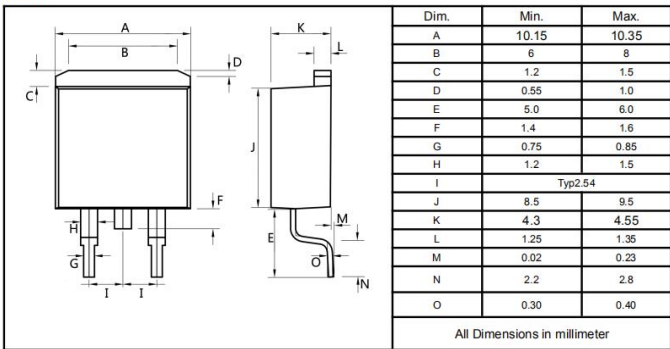 A
B
C
D
F
H
G
I I
K
L
J
E
M
O
N
Dim. Min. Max.
A 10.15 10.35
B 6 8
C 1.2 1.5
D 0.55 1.0
E 5.0 6.0
F 1.4 1.6
G 0.75 0.85
H 1.2 1.5
I Typ2.54
J 8.5 9.5
K 4.3 4.55
L 1.25 1.35
M 0.02 0.23
N 2.2 2.8
O 0.30 0.40
All Dimensions in millimeter